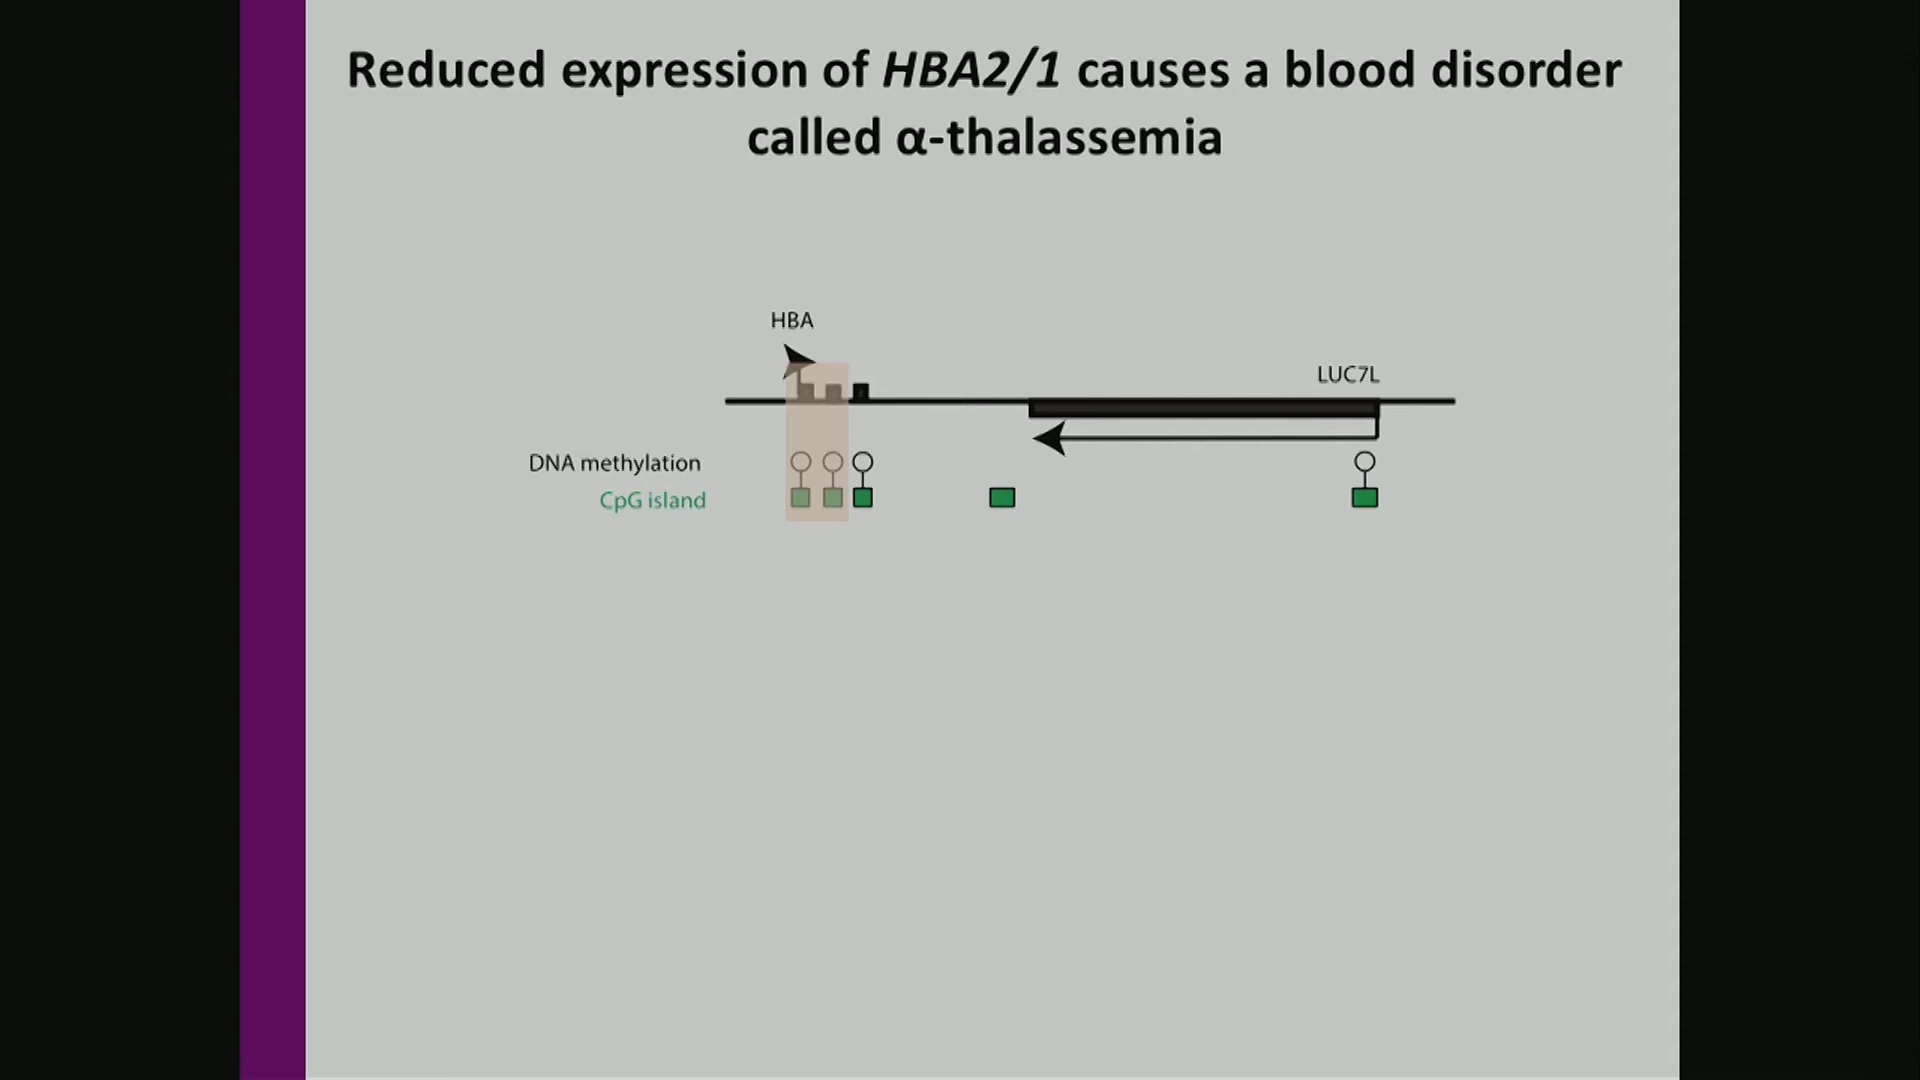 Reduced expression of HBA2/1 causes a blood disorder
called α-thalassemia
HBA
LUC7L
DNA methylation
CpG island